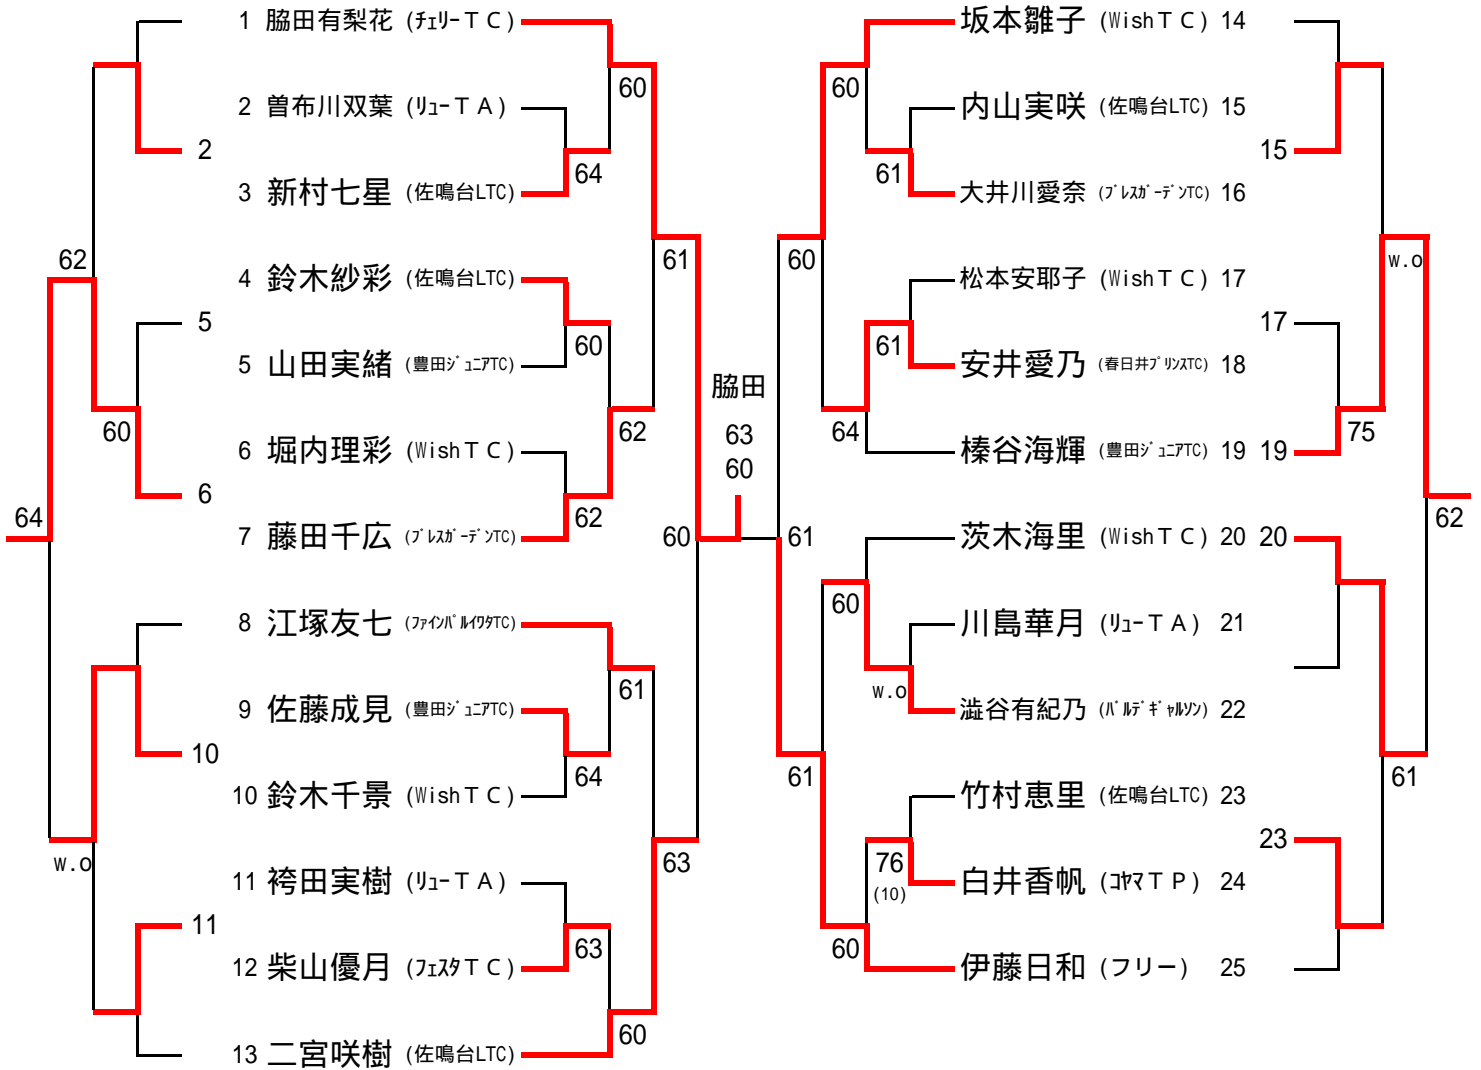 1 脇田有梨花 (ﾁｪﾘｰＴＣ)
2 曽布川双葉 (ﾘｭｰＴＡ)
3 新村七星 (佐鳴台LTC)
4 鈴木紗彩 (佐鳴台LTC)
5 山田実緒 (豊田ｼﾞｭﾆｱTC)
6 堀内理彩 (WishＴＣ)
7 藤田千広 (ﾌﾞﾚｽｶﾞｰﾃﾞﾝTC)
8 江塚友七 (ﾌｧｲﾝﾊﾞﾙｲﾜﾀTC)
9 佐藤成見 (豊田ｼﾞｭﾆｱTC)
10 鈴木千景 (WishＴＣ)
11 袴田実樹 (ﾘｭｰＴＡ)
12 柴山優月 (ﾌｪｽﾀＴＣ)
13 二宮咲樹 (佐鳴台LTC)
2
5
6
10
11
62
60
64
w.o
60
64
60
62
62
61
61
64
63
60
63
60
脇田
63
60
坂本雛子 (WishＴＣ) 14
内山実咲 (佐鳴台LTC) 15
大井川愛奈 (ﾌﾞﾚｽｶﾞｰﾃﾞﾝTC) 16
松本安耶子 (WishＴＣ) 17
安井愛乃 (春日井ﾌﾟﾘﾝｽTC) 18
榛谷海輝 (豊田ｼﾞｭﾆｱTC) 19
茨木海里 (WishＴＣ) 20
川島華月 (ﾘｭｰＴＡ) 21
澁谷有紀乃 (ﾊﾞﾙﾃﾞｷﾞｬﾙｿﾝ) 22
竹村恵里 (佐鳴台LTC) 23
白井香帆 (ｺﾔﾏＴＰ) 24
伊藤日和 (フリー) 25
60
61
60
61
64
61
60
w.o
61
76
(10)
60
15
17
19
20
23
w.o
75
62
61